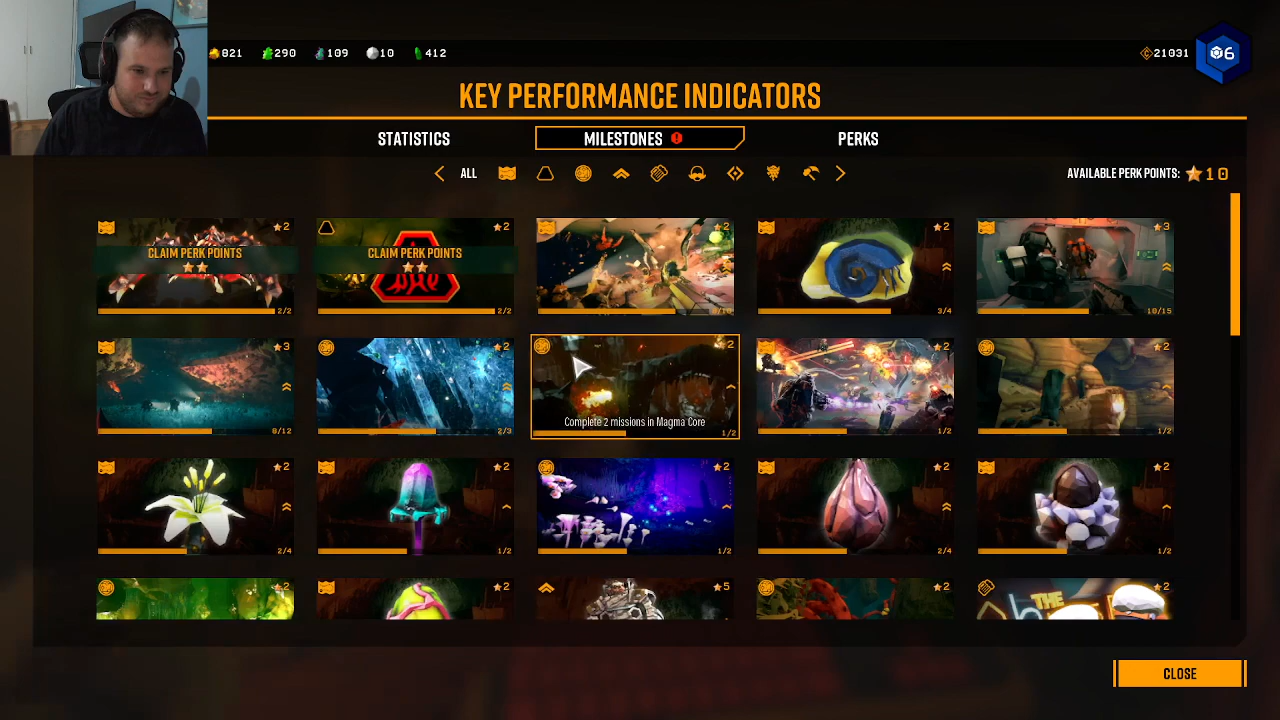 821 290 109 10 412 21031 6
KEY PERFORMANCE INDICATORS
STATISTICS MILESTONES PERKS
ALL AVAILABLE PERK POINTS: 10
2 2 2 2 3
CLAIM PERK POINTS CLAIM PERK POINTS
2/2 2/2 3/4 10/15
3 2 2 2 2
Complete 2 missions in Magma Core
2/3 1/2 1/2 1/2
2 2 2 2 2
2/4 1/2 1/2 2/4 1/2
2 2 5 2 2
THE
CLOSE